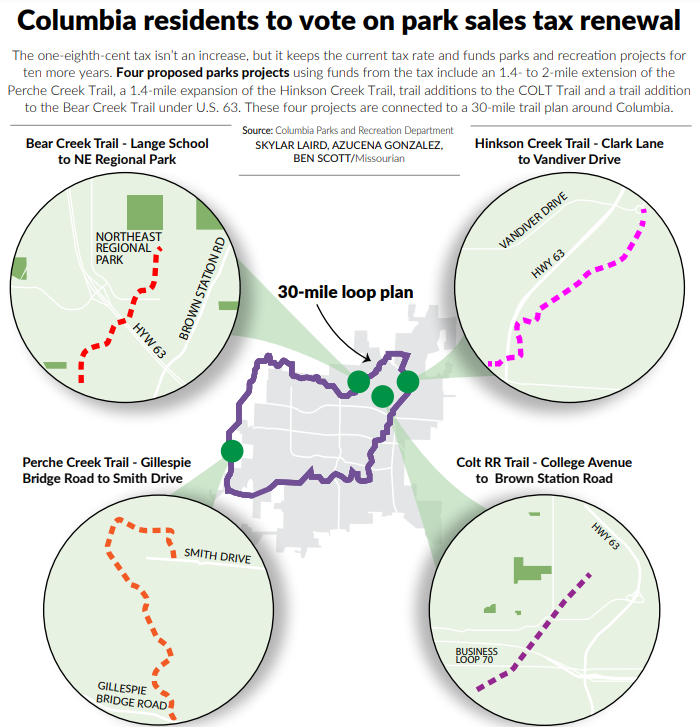 Columbia residents to vote on park sales tax renewal
The one-eighth-cent tax isn't an increase, but it keeps the current tax rate and funds parks and recreation projects for
ten more years. Four proposed parks projects using funds from the tax include an 1.4- to 2-mile extension of the
Perche Creek Trail, a 1.4-mile expansion of the Hinkson Creek Trail, trail additions to the COLT Trail and a trail addition
to the Bear Creek Trail under U.S. 63. These four projects are connected to a 30-mile trail plan around Columbia.
Source: Columbia Parks and Recreation Department
SKYLAR LAIRD, AZUCENA GONZALEZ,
BEN SCOTT/Missourian
Bear Creek Trail - Lange School
to NE Regional Park
NORTHEAST
REGIONAL
PARK
BROWN STATION RD
HYW 63
Hinkson Creek Trail - Clark Lane
to Vandiver Drive
VANDIVER DRIVE
HWY 63
30-mile loop plan
Perche Creek Trail - Gillespie
Bridge Road to Smith Drive
SMITH DRIVE
GILLESPIE
BRIDGE ROAD
Colt RR Trail - College Avenue
to Brown Station Road
HWY 63
BUSINESS
LOOP 70